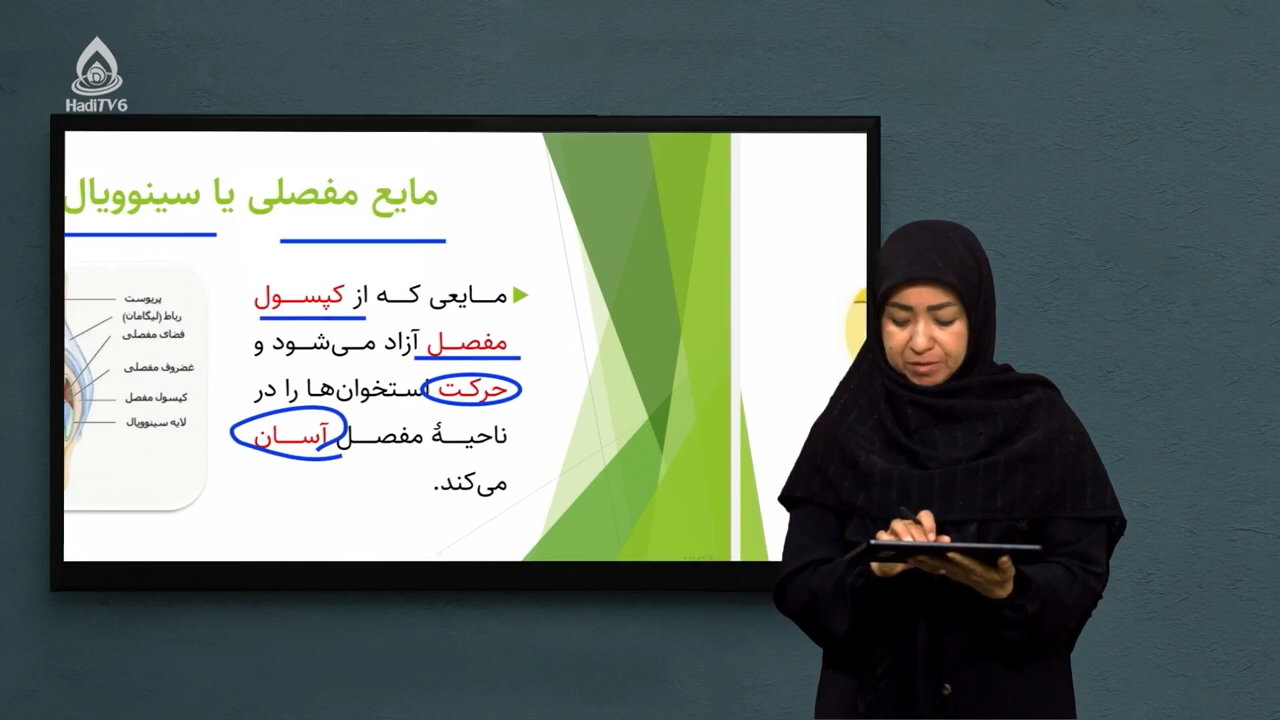 HadiTV6
مایع مفصلی یا سینوویال
مایعی که از کپسول
مفصل آزاد می‌شود و
حرکت استخوان‌ها را در
ناحیهٔ مفصل آسان
می‌کند.
پریوست
رباط (لیگامان)
فضای مفصلی
غضروف مفصلی
کپسول مفصل
لایه سینوویال